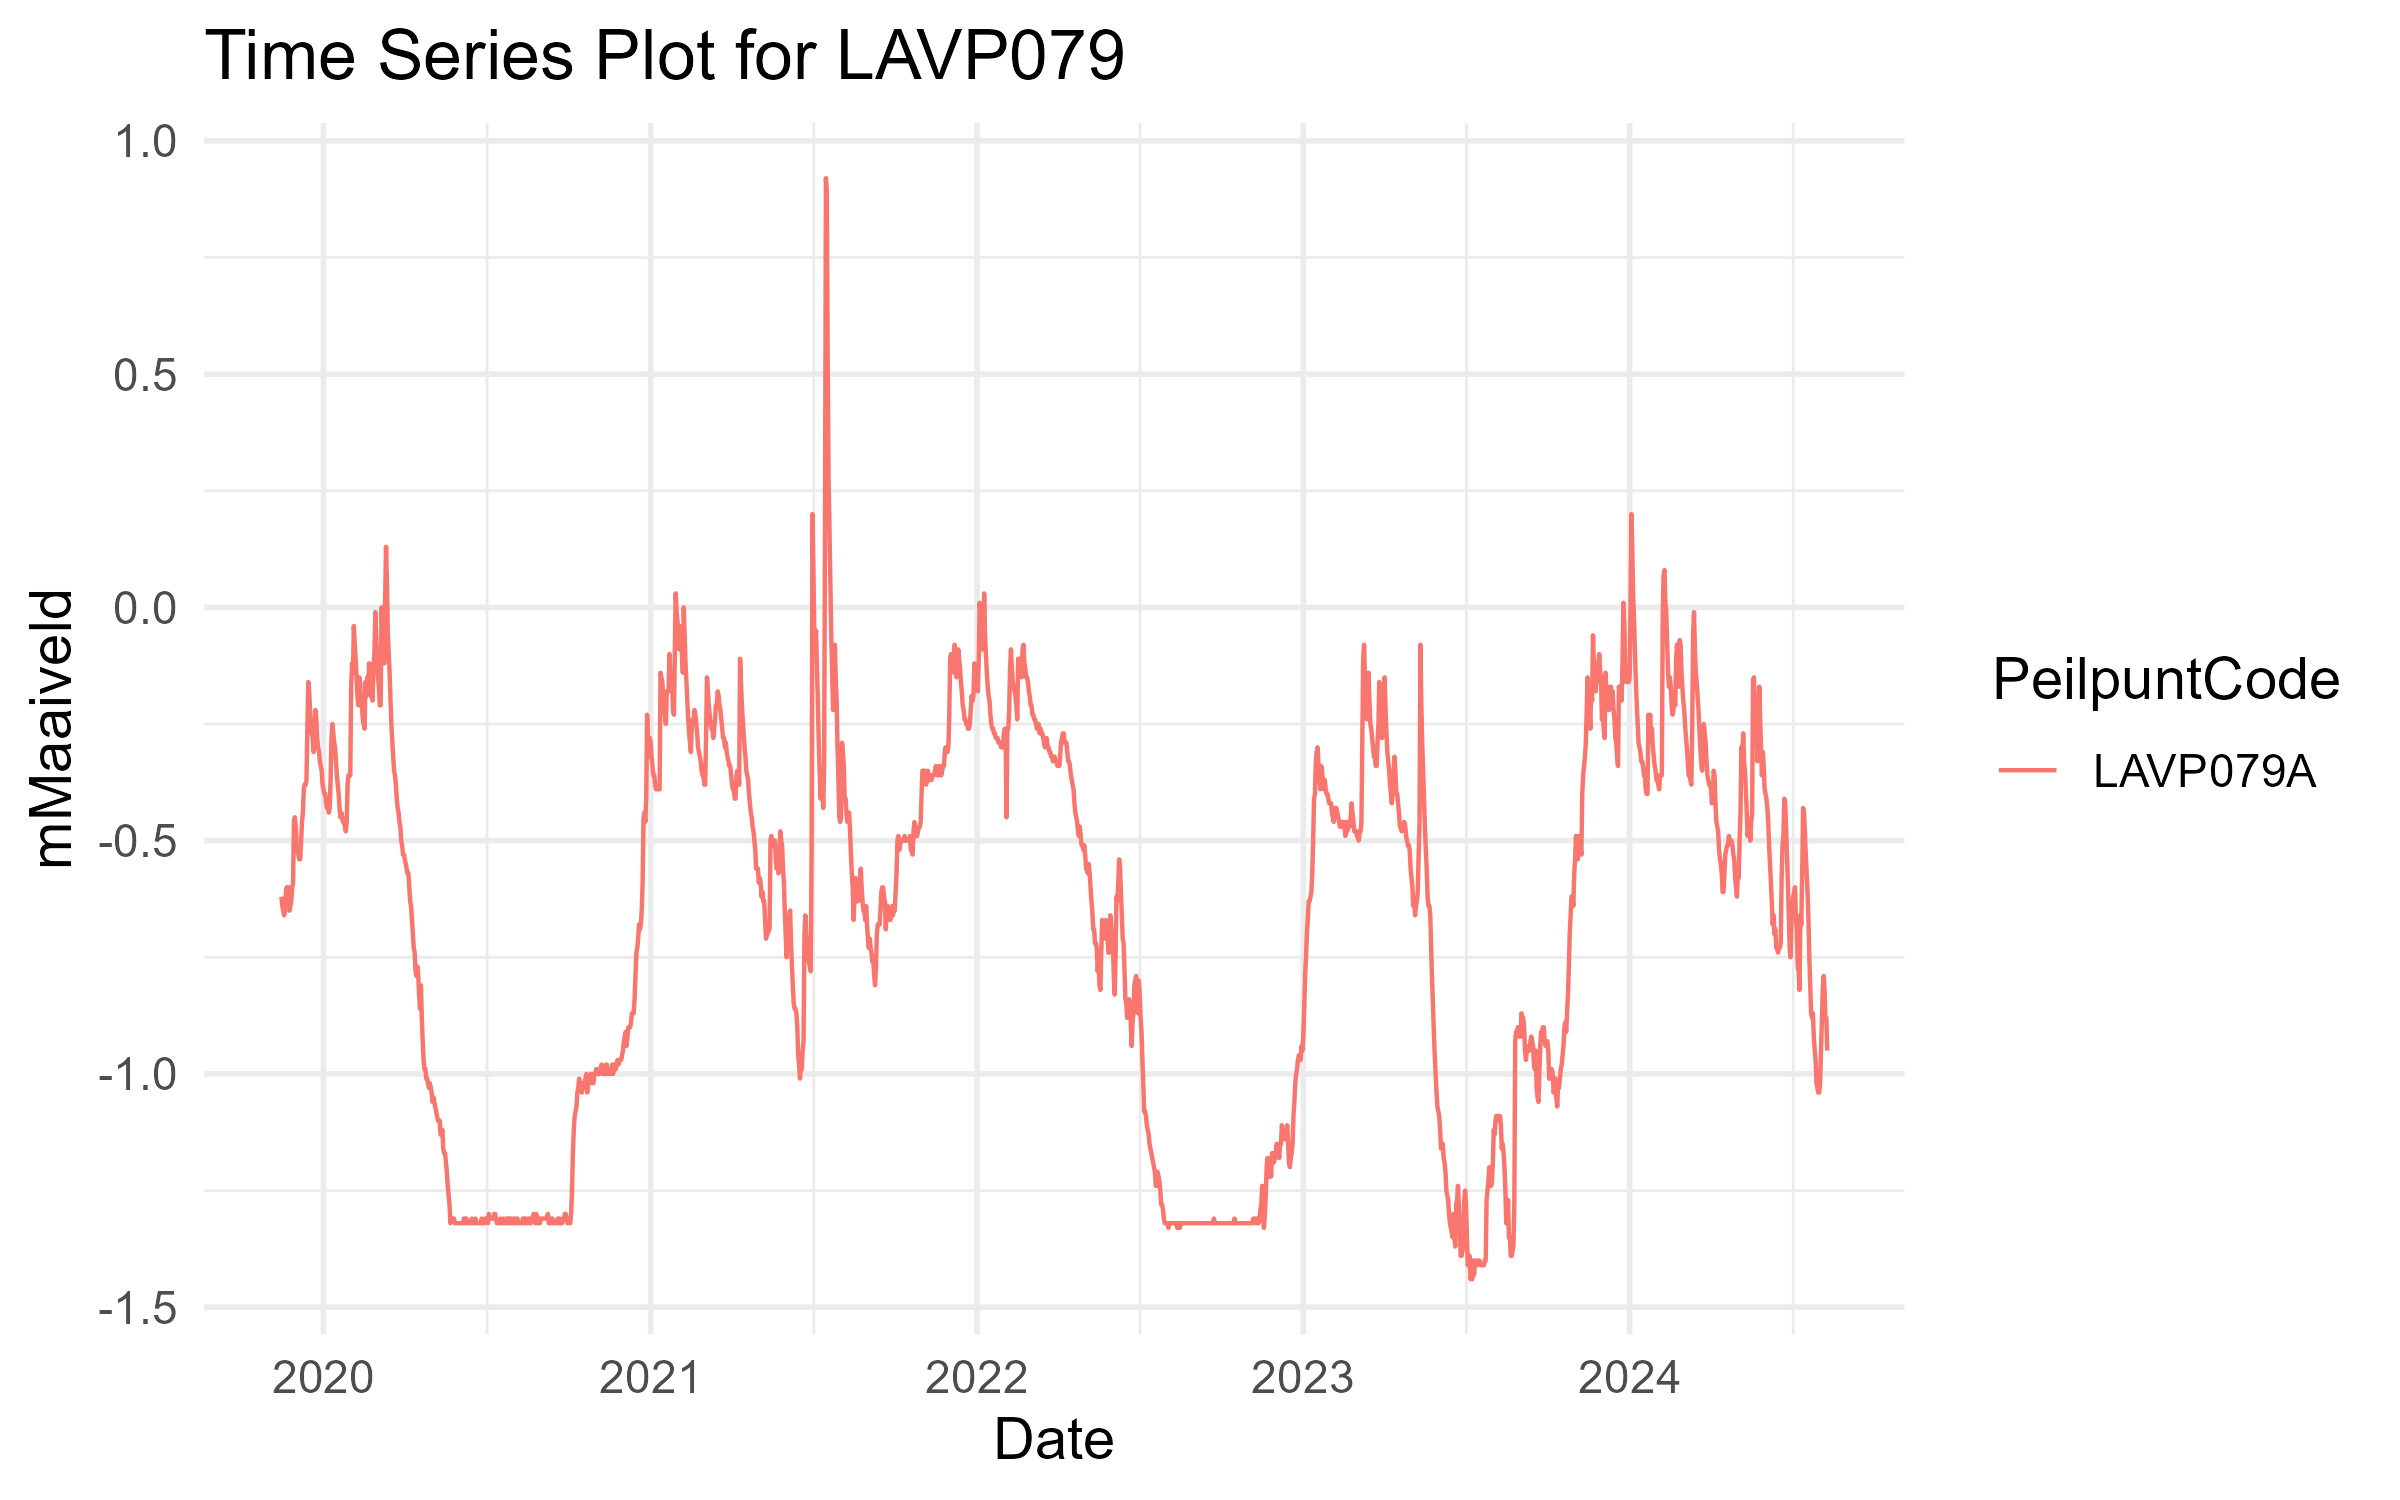 Time Series Plot for LAVP079
1.0
0.5
0.0
-0.5
-1.0
-1.5
mMaaiveld
2020 2021 2022 2023 2024
Date
PeilpuntCode
LAVP079A